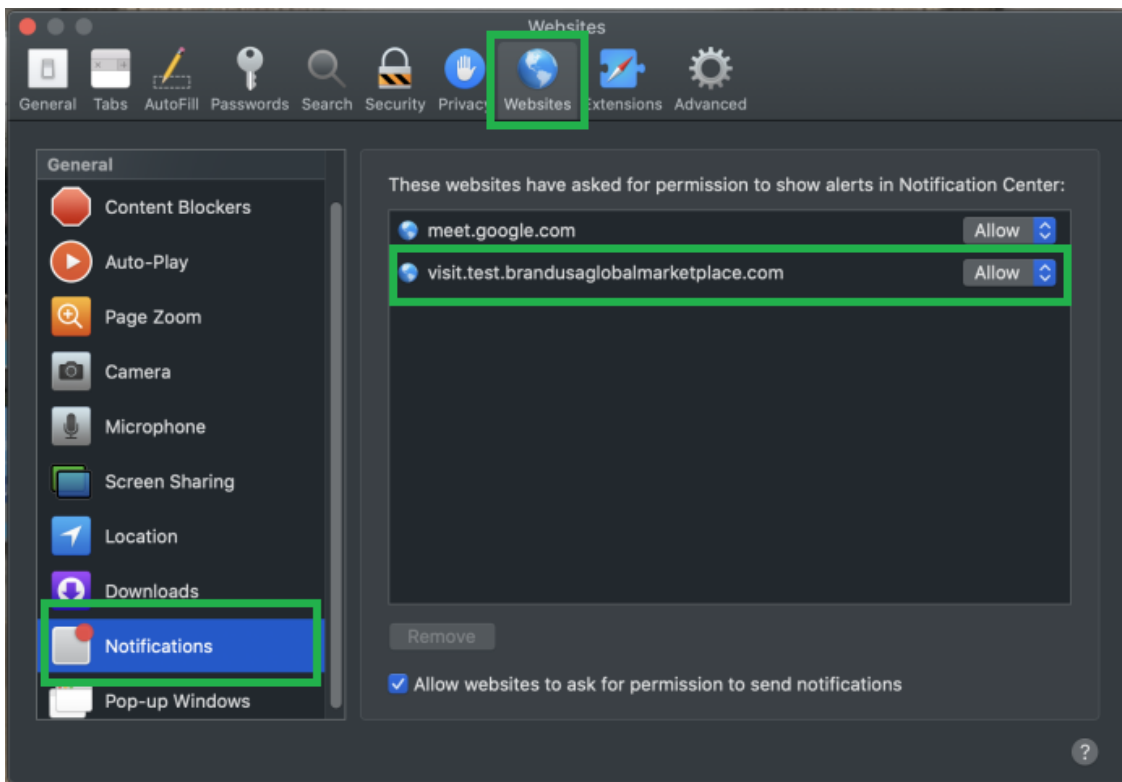 Websites
General Tabs AutoFill Passwords Search Security Privacy Websites Extensions Advanced
General
Content Blockers
Auto-Play
Page Zoom
Camera
Microphone
Screen Sharing
Location
Downloads
Notifications
Pop-up Windows
These websites have asked for permission to show alerts in Notification Center:
meet.google.com Allow
visit.test.brandusaglobalmarketplace.com Allow
Remove
Allow websites to ask for permission to send notifications
?